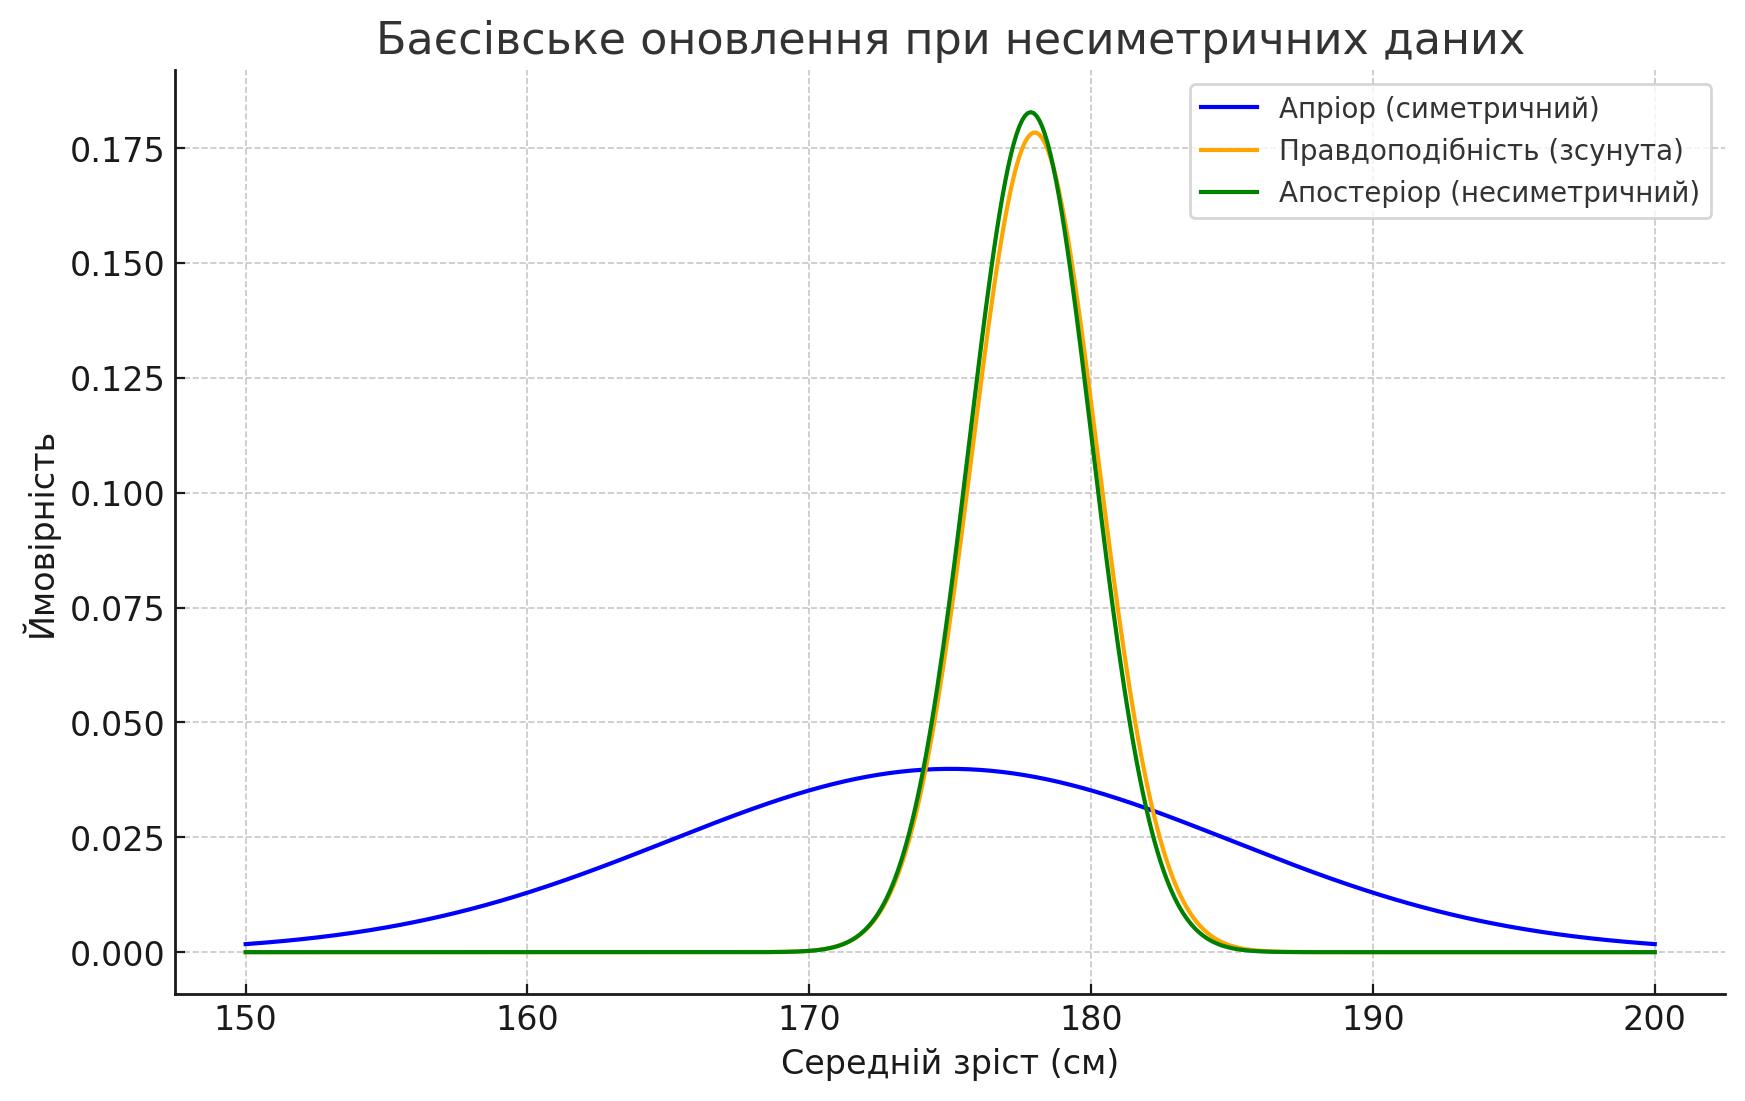 Баєсівське оновлення при несиметричних даних
Апріор (симетричний)
Правдоподібність (зсунута)
Апостеріор (несиметричний)
0.175
0.150
0.125
0.100
0.075
0.050
0.025
0.000
Ймовірність
150 160 170 180 190 200
Середній зріст (см)